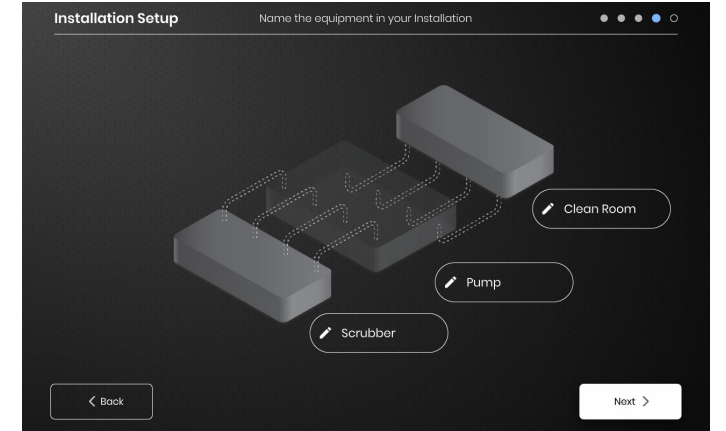 Installation Setup
Name the equipment in your Installation
Clean Room
Pump
Scrubber
Back
Next